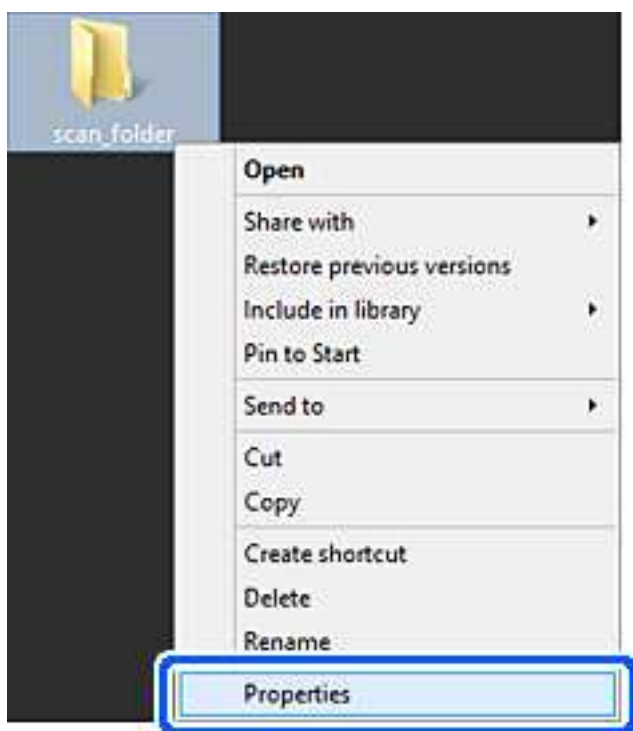 scan_folder
Open
Share with
Restore previous versions
Include in library
Pin to Start
Send to
Cut
Copy
Create shortcut
Delete
Rename
Properties